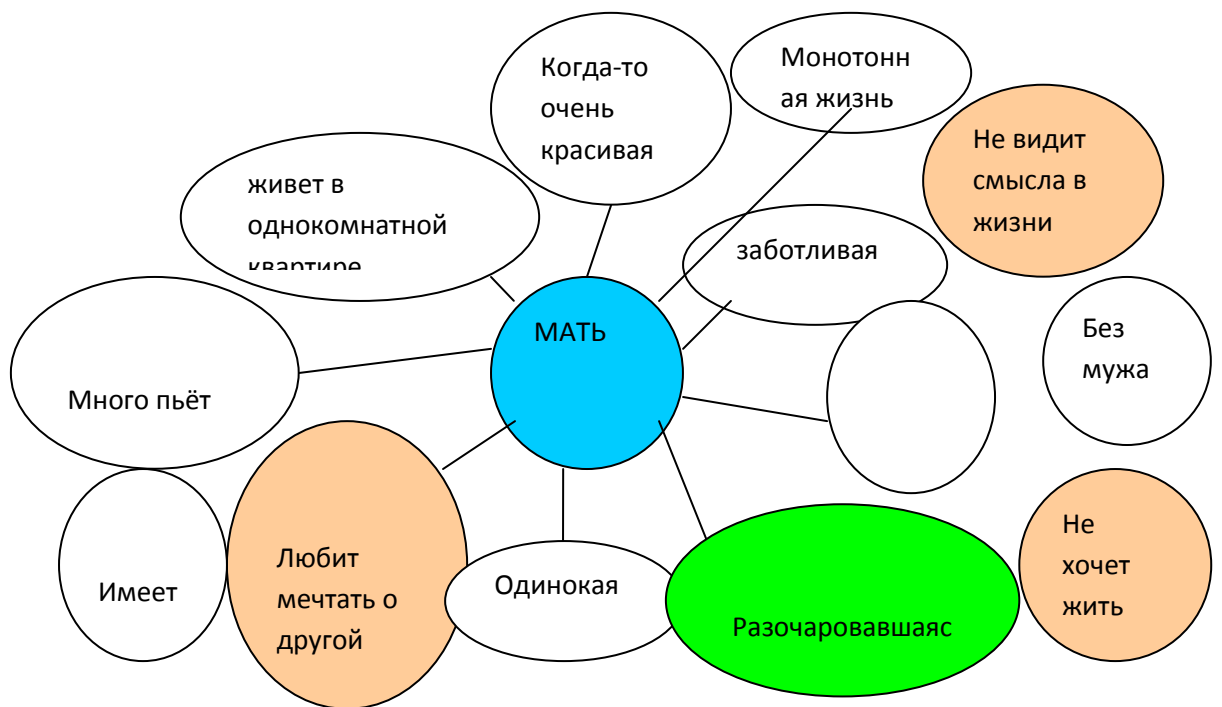 Когда-то
очень
красивая
Монотонн
ая жизнь
Не видит
смысла в
жизни
живет в
однокомнатной
квартире
заботливая
МАТЬ
Без
мужа
Много пьёт
Имеет
Любит
мечтать о
другой
Одинокая
Разочаровавшаяс
Не
хочет
жить